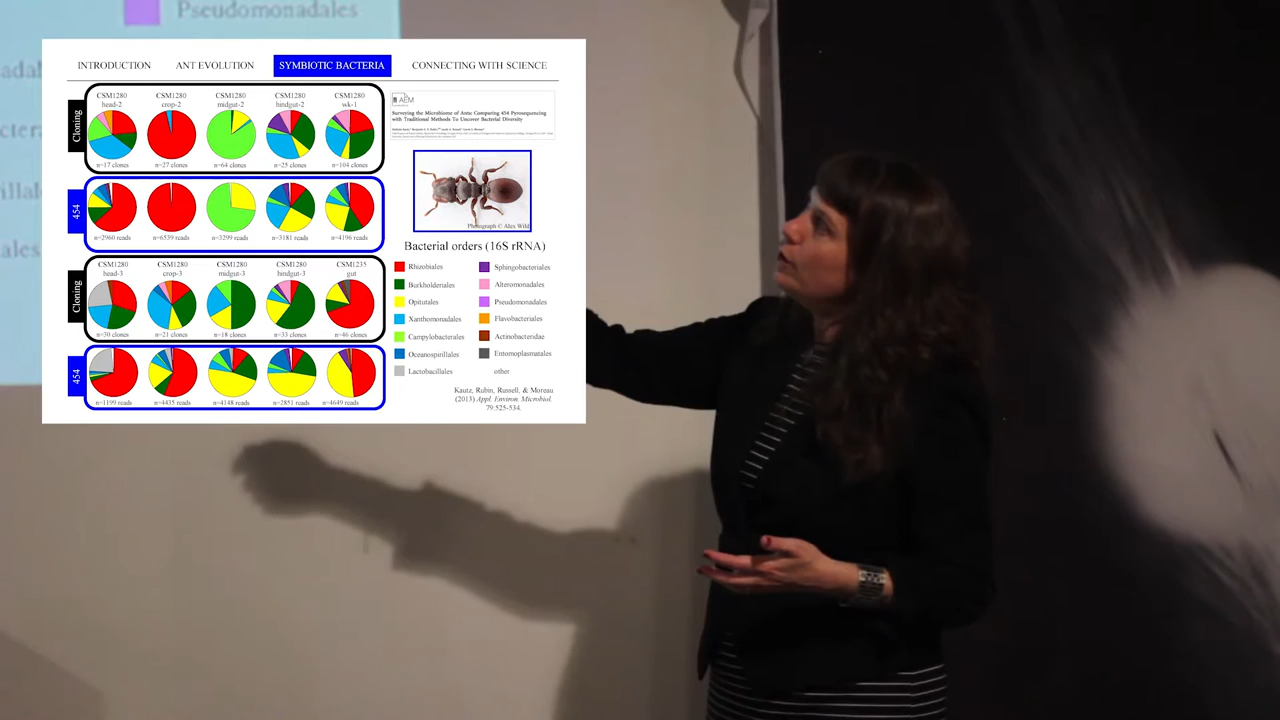 Pseudomonadales
INTRODUCTION
ANT EVOLUTION
SYMBIOTIC BACTERIA
CONNECTING WITH SCIENCE
Cloning
CSM1280 head-2
CSM1280 crop-2
CSM1280 midgut-2
CSM1280 hindgut-2
CSM1280 wk-1
n=17 clones
n=27 clones
n=64 clones
n=25 clones
n=104 clones
454
n=2960 reads
n=6539 reads
n=3299 reads
n=3181 reads
n=4196 reads
Cloning
CSM1280 head-3
CSM1280 crop-3
CSM1280 midgut-3
CSM1280 hindgut-3
CSM1235 gut
n=30 clones
n=21 clones
n=18 clones
n=33 clones
n=46 clones
454
n=1199 reads
n=4435 reads
n=4148 reads
n=2851 reads
n=4649 reads
AEM
Surveying the Microbiome of Ants: Comparing 454 Pyrosequencing
with Traditional Methods To Uncover Bacterial Diversity
Photograph © Alex Wild
Bacterial orders (16S rRNA)
Rhizobiales
Burkholderiales
Opitutales
Xanthomonadales
Campylobacterales
Oceanospirillales
Lactobacillales
Sphingobacteriales
Alteromonadales
Pseudomonadales
Flavobacteriales
Actinobacteridae
Entomoplasmatales
other
Kautz, Rubin, Russell, & Moreau
(2013) Appl. Environ. Microbiol.
79:525-534.